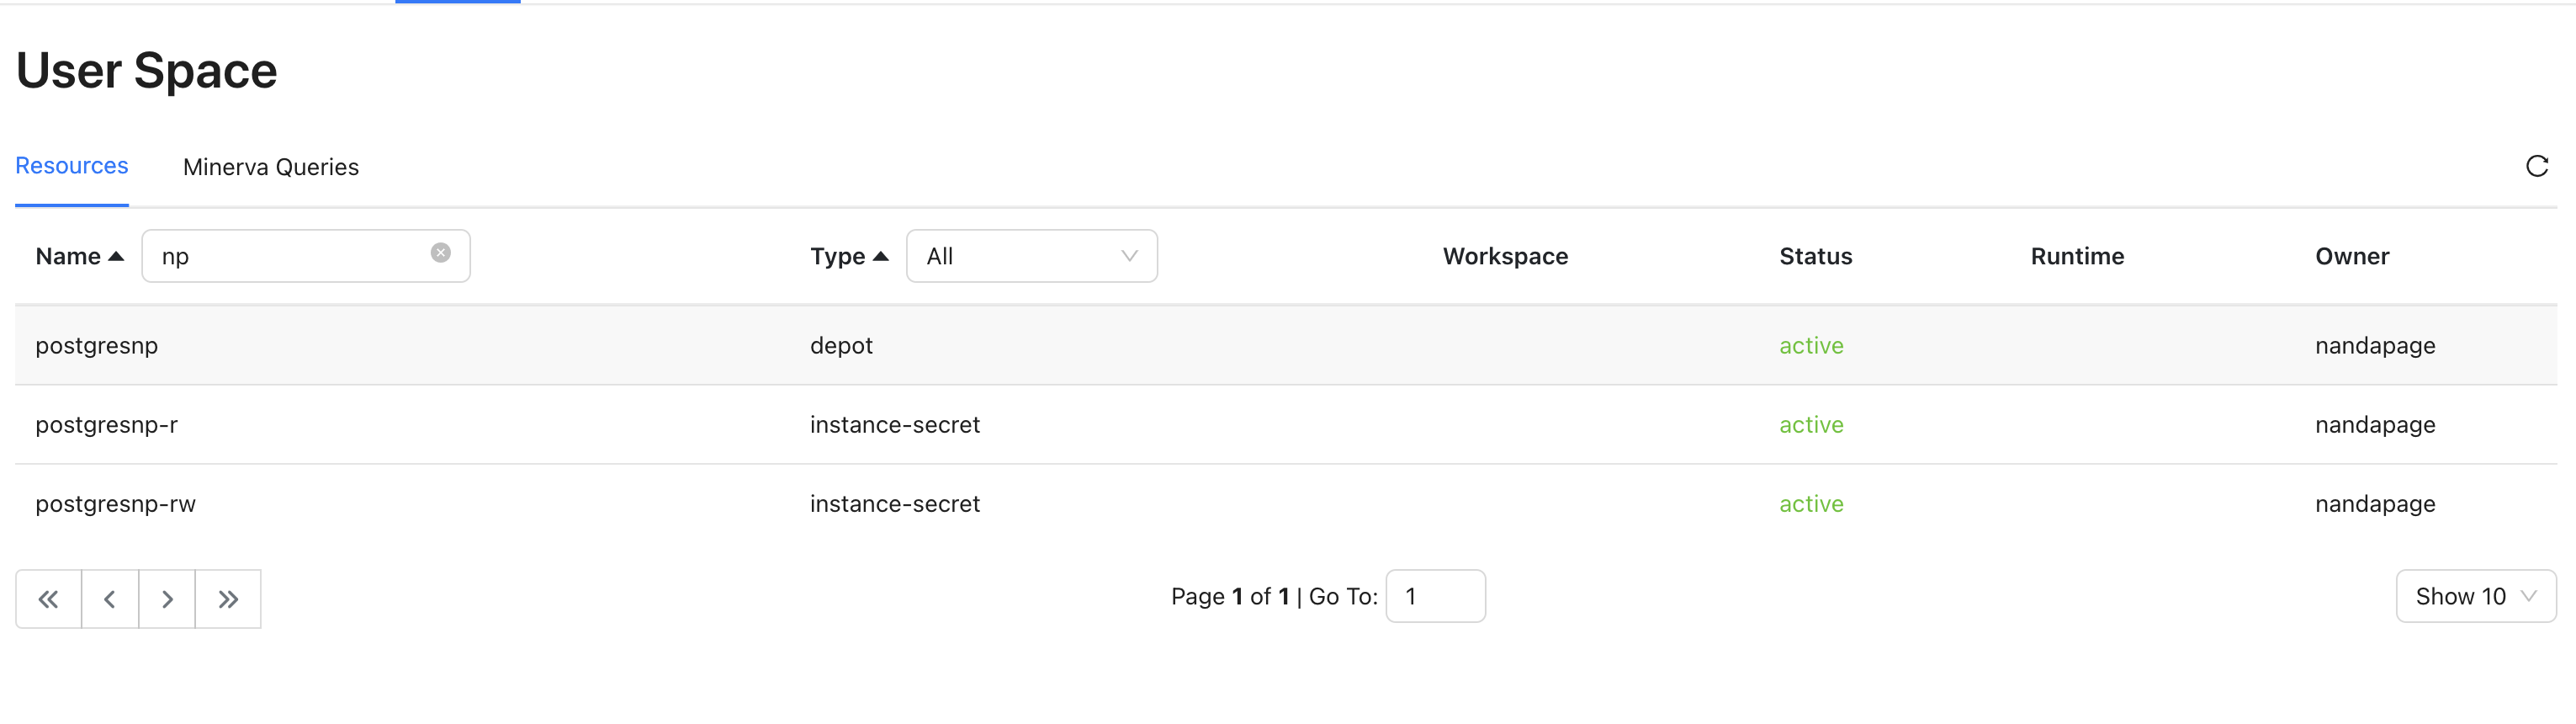 User Space
Resources Minerva Queries
Name np Type All Workspace Status Runtime Owner
postgresnp depot active nandapage
postgresnp-r instance-secret active nandapage
postgresnp-rw instance-secret active nandapage
Page 1 of 1 | Go To: 1 Show 10